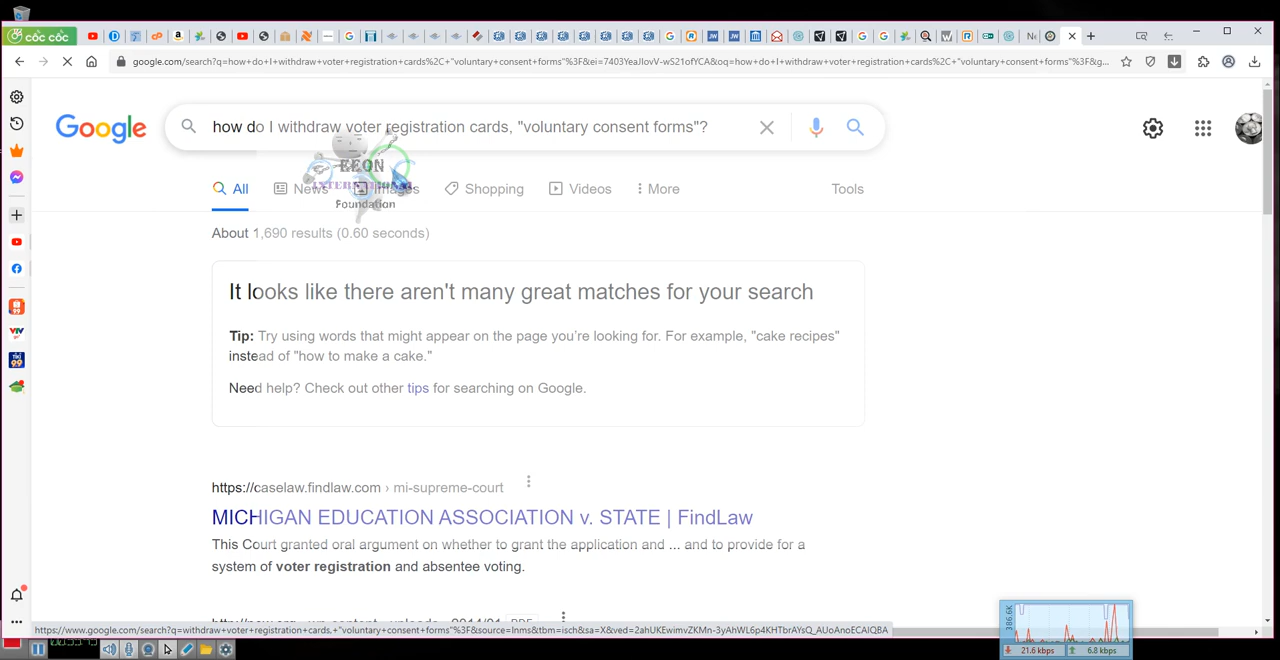 cốc cốc
google.com/search?q=how+do+I+withdraw+voter+registration+cards%2C+"voluntary+consent+forms"%3F&ei=7403YeaJIovV-wS21ofYCA&oq=how+do+I+withdraw+voter+registration+cards%2C+"voluntary+consent+forms"%3F&g...
Google
how do I withdraw voter registration cards, "voluntary consent forms"?
EEON
INTERNATIONAL
Foundation
All
News
Images
Shopping
Videos
More
Tools
About 1,690 results (0.60 seconds)
It looks like there aren't many great matches for your search
Tip: Try using words that might appear on the page you're looking for. For example, "cake recipes"
instead of "how to make a cake."
Need help? Check out other tips for searching on Google.
https://caselaw.findlaw.com › mi-supreme-court
MICHIGAN EDUCATION ASSOCIATION v. STATE | FindLaw
This Court granted oral argument on whether to grant the application and ... and to provide for a
system of voter registration and absentee voting.
https://www.google.com/search?q=withdraw+voter+registration+cards,+"voluntary+consent+forms"%3F&source=lnms&tbm=isch&sa=X&ved=2ahUKEwimvZKMn-3yAhWL6p4KHTbrAYsQ_AUoAnoECAIQBA
386.6K
21.6 kbps
6.8 kbps